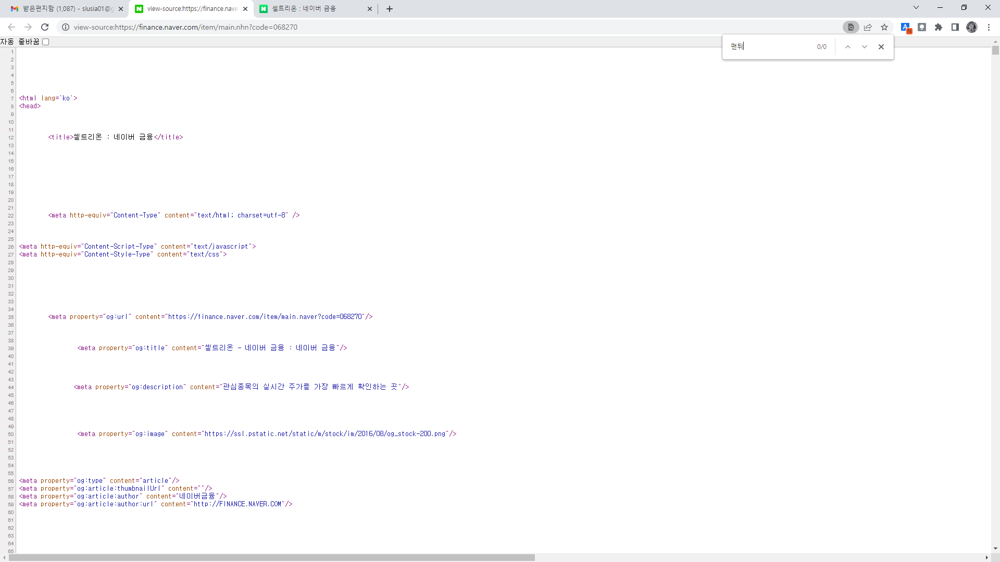 받은편지함 (1,087) - siusia01@g
view-source:https://finance.nave
셀트리온 : 네이버 금융
view-source:https://finance.naver.com/item/main.nhn?code=068270
자동 줄바꿈
맨뒤
0/0
1
2
3
4
5
6
7 <html lang='ko'>
8 <head>
9
10
11
12 <title>셀트리온 : 네이버 금융</title>
13
14
15
16
17
18
19
20
21
22 <meta http-equiv="Content-Type" content="text/html; charset=utf-8" />
23
24
25
26 <meta http-equiv="Content-Script-Type" content="text/javascript">
27 <meta http-equiv="Content-Style-Type" content="text/css">
28
29
30
31
32
33
34
35 <meta property="og:url" content="https://finance.naver.com/item/main.naver?code=068270"/>
36
37
38
39 <meta property="og:title" content="셀트리온 - 네이버 금융 : 네이버 금융"/>
40
41
42
43
44 <meta property="og:description" content="관심종목의 실시간 주가를 가장 빠르게 확인하는 곳"/>
45
46
47
48
49
50 <meta property="og:image" content="https://ssl.pstatic.net/static/m/stock/im/2016/08/og_stock-200.png"/>
51
52
53
54
55
56 <meta property="og:type" content="article"/>
57 <meta property="og:article:thumbnailUrl" content=""/>
58 <meta property="og:article:author" content="네이버금융"/>
59 <meta property="og:article:author:url" content="http://FINANCE.NAVER.COM"/>
60
61
62
63
64
65